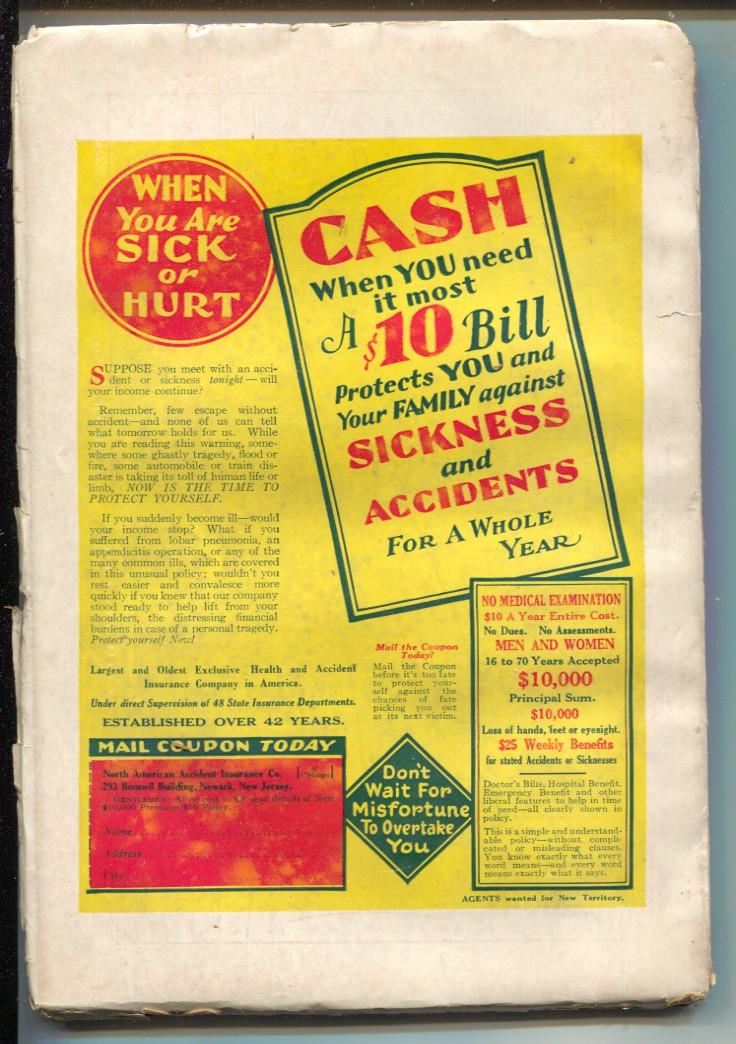 WHEN
You Are
SICK
or
HURT
CASH
When YOU need
it most
A $10 Bill
Protects YOU and
Your FAMILY against
SICKNESS
and
ACCIDENTS
FOR A WHOLE
YEAR
SUPPOSE you meet with an acci-
dent or sickness tonight—will
your income continue?
Remember, few escape without
accident—and none of us can tell
what tomorrow holds for us. While
you are reading this warning, some-
where some ghastly tragedy, flood or
fire, some automobile or train dis-
aster is taking its toll of human life or
limb, NOW IS THE TIME TO
PROTECT YOURSELF.
If you suddenly become ill—would
your income stop? What if you
suffered from lobar pneumonia, an
appendicitis operation, or any of the
many common ills, which are covered
in this unusual policy; wouldn't you
rest easier and convalesce more
quickly if you knew that our company
stood ready to help lift from your
shoulders, the distressing financial
burdens in case of a personal tragedy.
Protect yourself Now!
Largest and Oldest Exclusive Health and Accident
Insurance Company in America.
Under direct Supervision of 48 State Insurance Departments.
ESTABLISHED OVER 42 YEARS.
MAIL COUPON TODAY
North American Accident Insurance Co.
293 Bonnell Building, Newark, New Jersey.
GENTLEMEN: At no cost to send details of New
$10,000 Premier $10 Policy.
Name
Address
City
Mail the Coupon
Today!
Mail the Coupon
before it's too late
to protect your-
self against the
chances of fate
picking you out
as its next victim.
Don't
Wait For
Misfortune
To Overtake
You
NO MEDICAL EXAMINATION
$10 A Year Entire Cost.
No Dues. No Assessments.
MEN AND WOMEN
16 to 70 Years Accepted
$10,000
Principal Sum.
$10,000
Loss of hands, feet or eyesight.
$25 Weekly Benefits
for stated Accidents or Sicknesses
Doctor's Bills, Hospital Benefit,
Emergency Benefit and other
liberal features to help in time
of need—all clearly shown in
policy.
This is a simple and understand-
able policy—without compli-
cated or misleading clauses.
You know exactly what every
word means—and every word
means exactly what it says.
AGENTS wanted for New Territory.